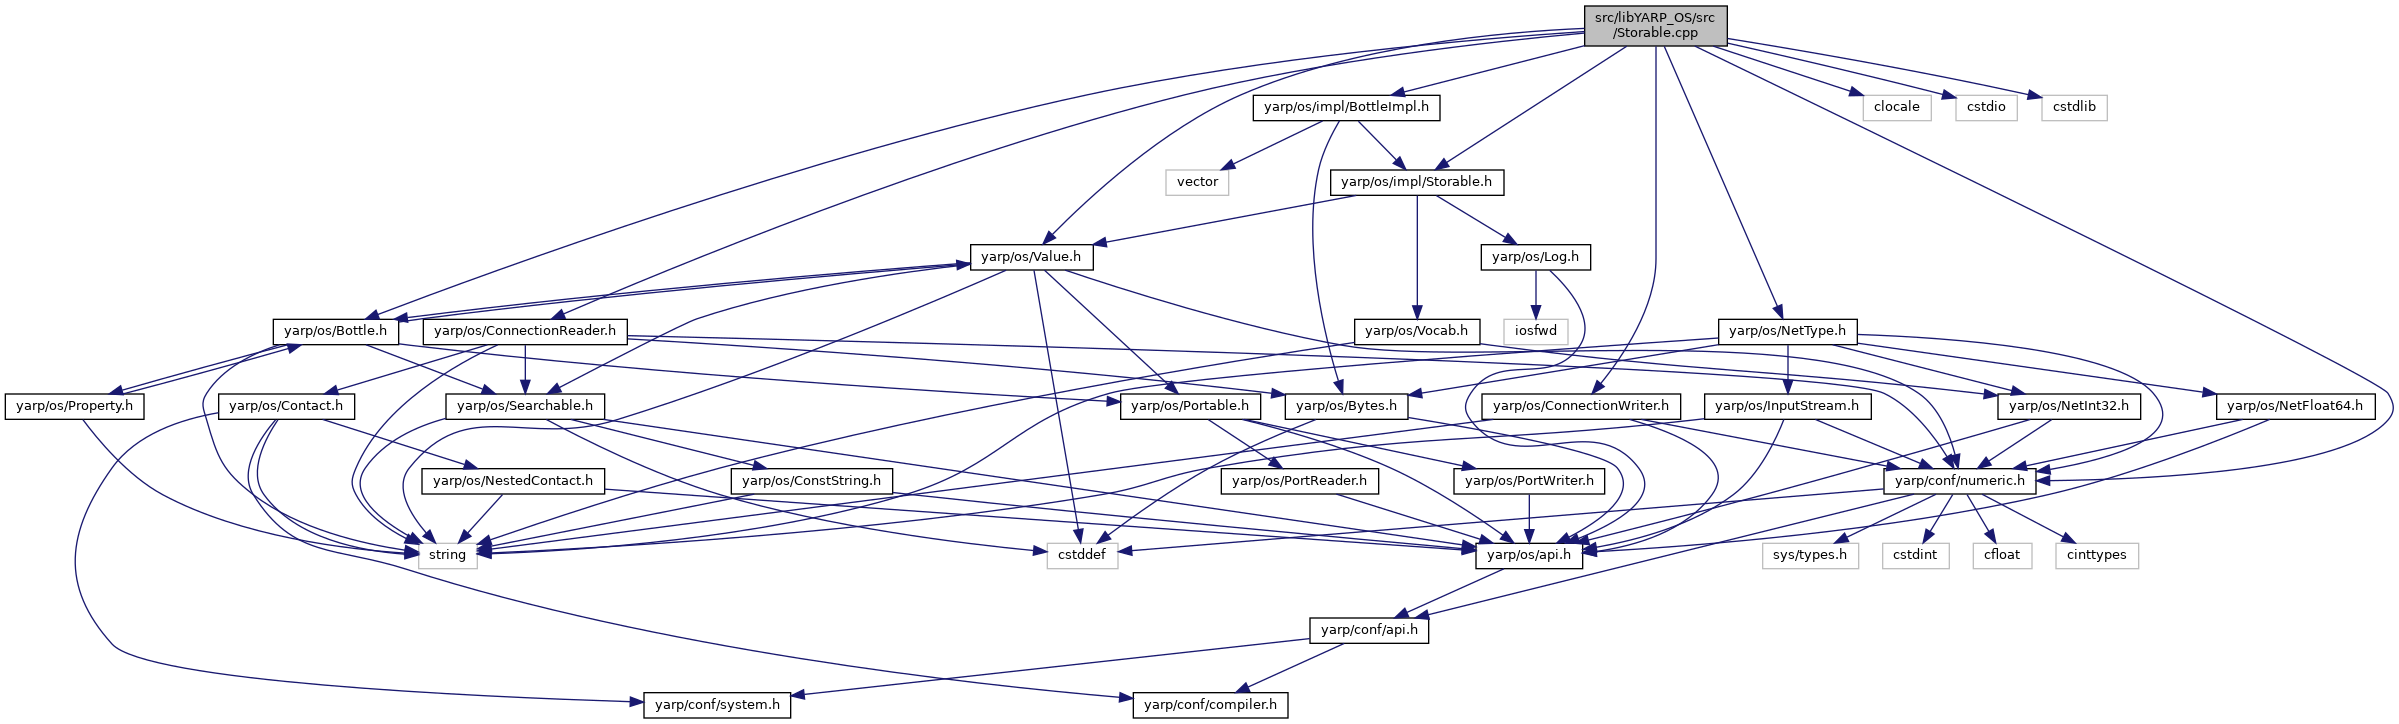 src/libYARP_OS/src
/Storable.cpp
yarp/os/impl/BottleImpl.h
clocale
cstdio
cstdlib
vector
yarp/os/impl/Storable.h
yarp/os/Value.h
yarp/os/Log.h
yarp/os/Bottle.h
yarp/os/ConnectionReader.h
yarp/os/Vocab.h
iosfwd
yarp/os/NetType.h
yarp/os/Property.h
yarp/os/Contact.h
yarp/os/Searchable.h
yarp/os/Portable.h
yarp/os/Bytes.h
yarp/os/ConnectionWriter.h
yarp/os/InputStream.h
yarp/os/NetInt32.h
yarp/os/NetFloat64.h
yarp/os/NestedContact.h
yarp/os/ConstString.h
yarp/os/PortReader.h
yarp/os/PortWriter.h
yarp/conf/numeric.h
string
cstddef
yarp/os/api.h
sys/types.h
cstdint
cfloat
cinttypes
yarp/conf/api.h
yarp/conf/system.h
yarp/conf/compiler.h